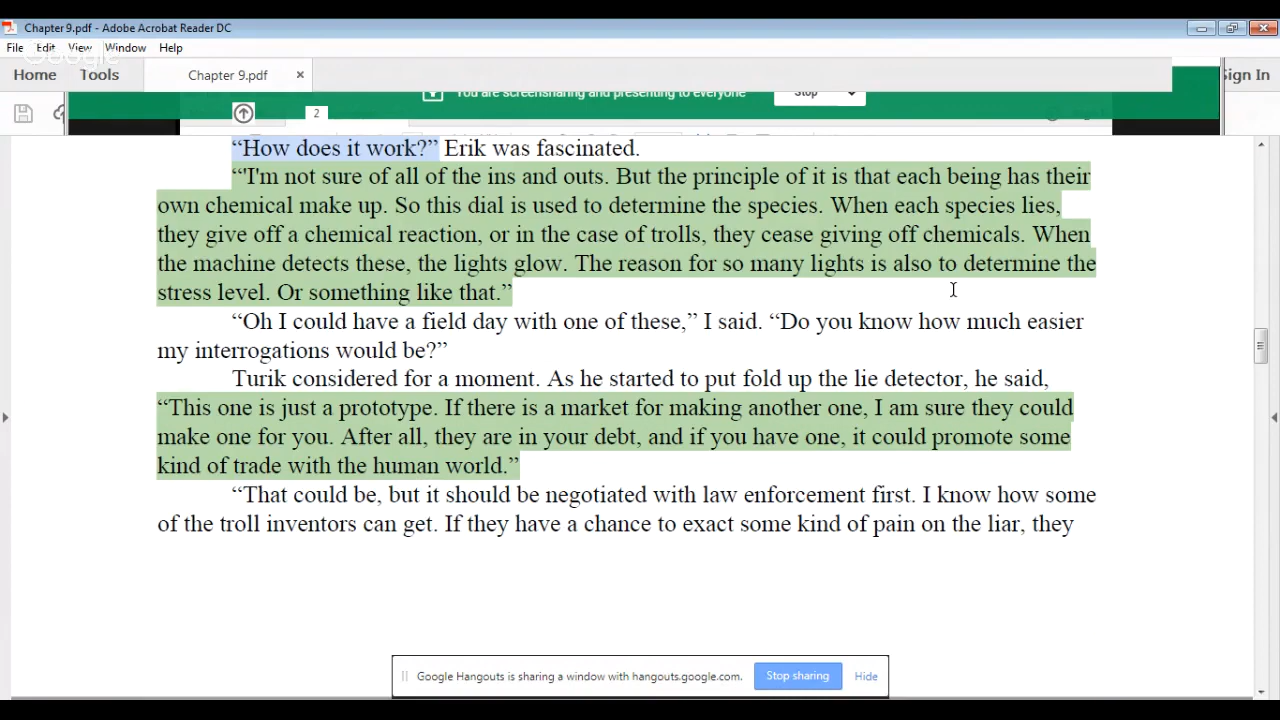 Chapter 9.pdf - Adobe Acrobat Reader DC
File Edit View Window Help
Google
Home Tools Chapter 9.pdf × Sign In
You are screensharing and presenting to everyone Stop
2
“How does it work?” Erik was fascinated.
“'I'm not sure of all of the ins and outs. But the principle of it is that each being has their
own chemical make up. So this dial is used to determine the species. When each species lies,
they give off a chemical reaction, or in the case of trolls, they cease giving off chemicals. When
the machine detects these, the lights glow. The reason for so many lights is also to determine the
stress level. Or something like that.”
“Oh I could have a field day with one of these,” I said. “Do you know how much easier
my interrogations would be?”
Turik considered for a moment. As he started to put fold up the lie detector, he said,
“This one is just a prototype. If there is a market for making another one, I am sure they could
make one for you. After all, they are in your debt, and if you have one, it could promote some
kind of trade with the human world.”
“That could be, but it should be negotiated with law enforcement first. I know how some
of the troll inventors can get. If they have a chance to exact some kind of pain on the liar, they
Google Hangouts is sharing a window with hangouts.google.com. Stop sharing Hide